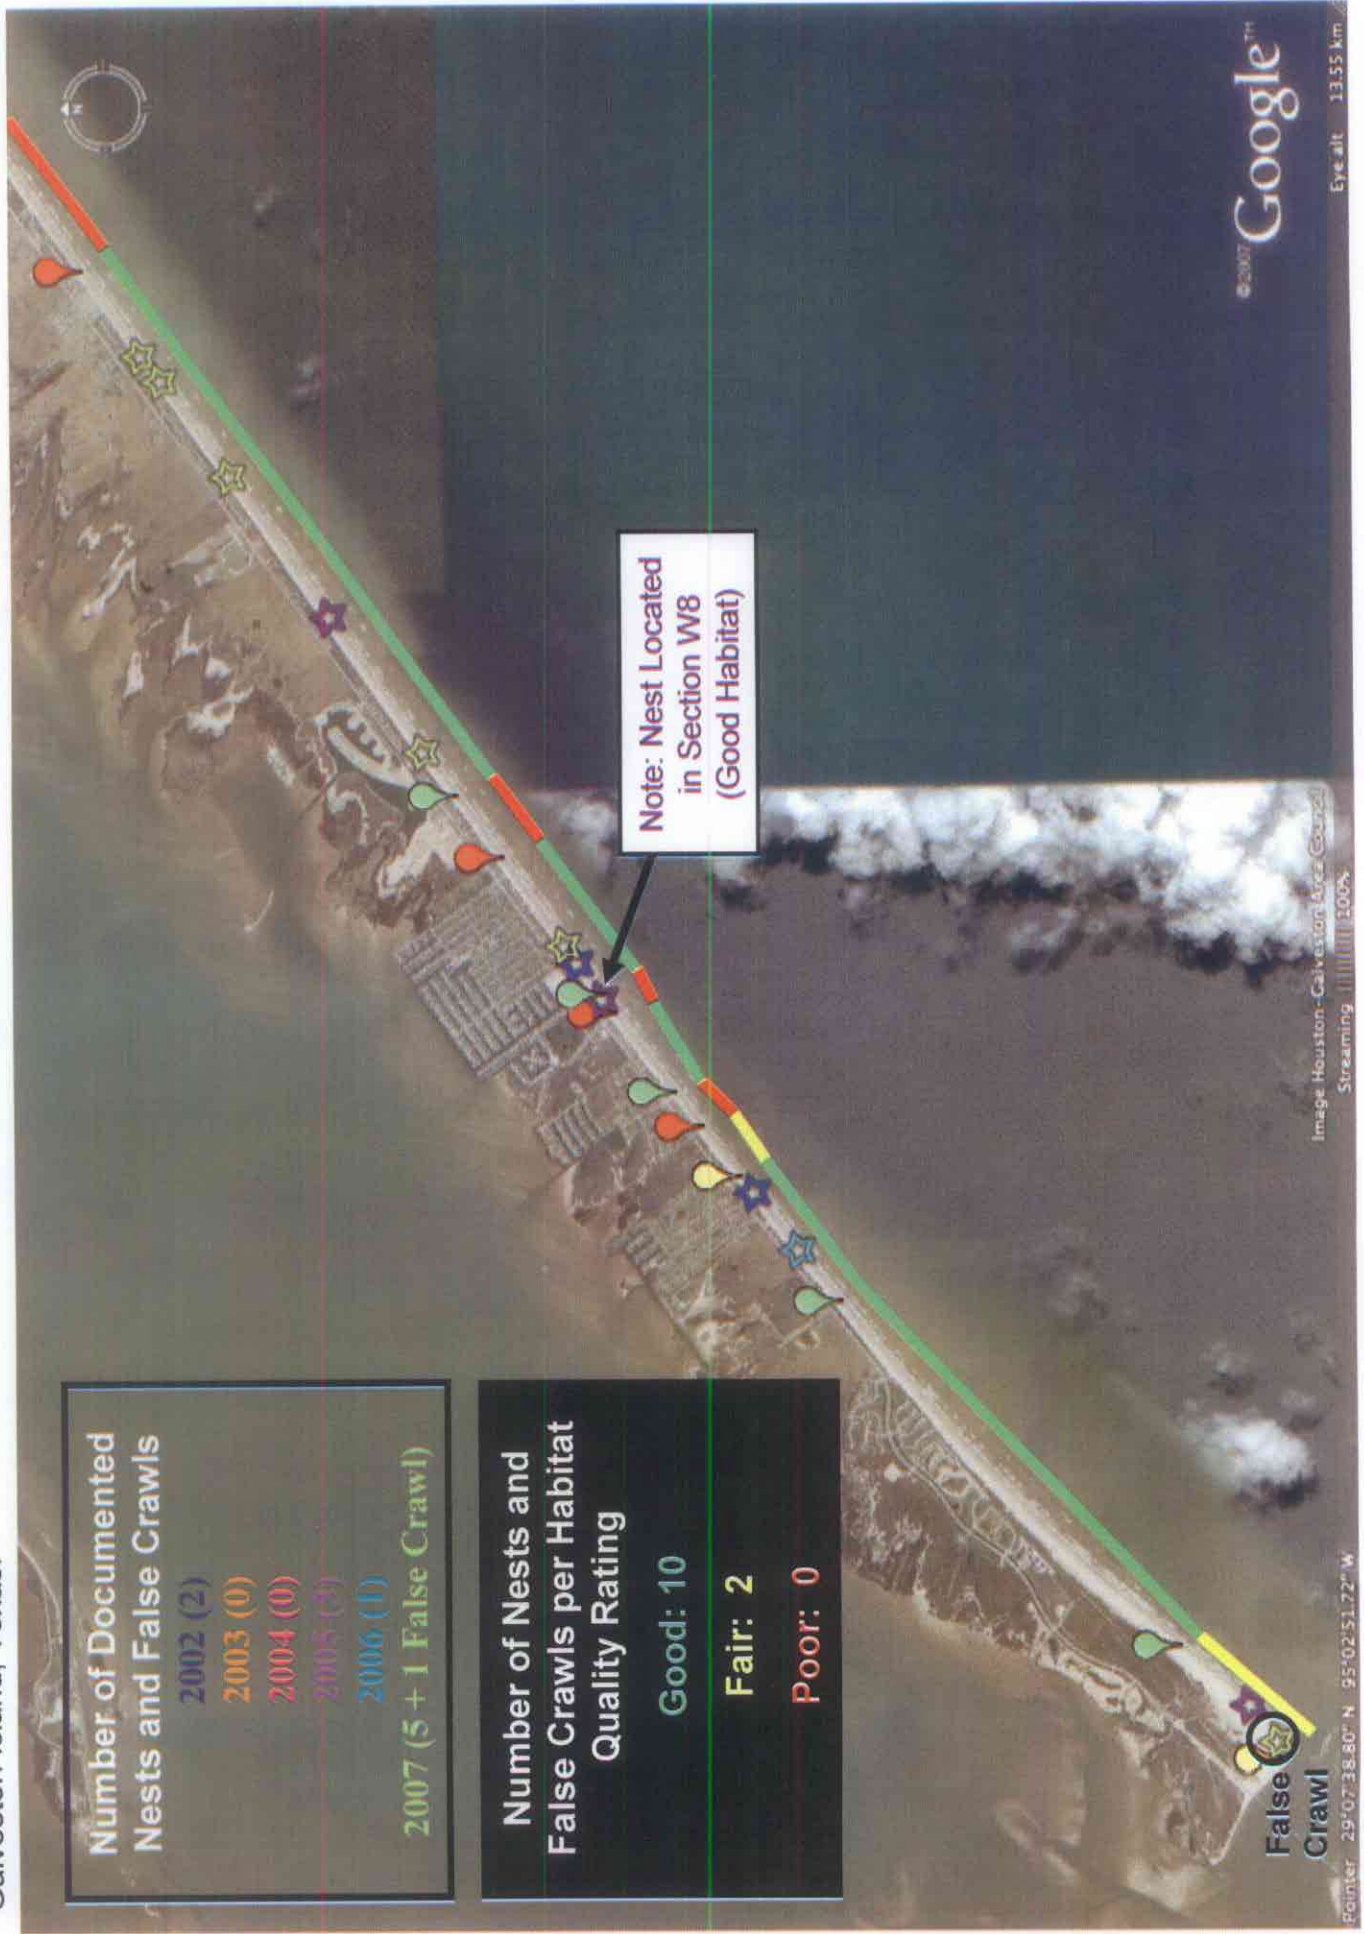 Number of Documented
Nests and False Crawls
2002 (2)
2003 (0)
2004 (0)
2005 (3)
2006 (1)
2007 (5 + 1 False Crawl)
Number of Nests and
False Crawls per Habitat
Quality Rating
Good: 10
Fair: 2
Poor: 0
Note: Nest Located
in Section W8
(Good Habitat)
False
Crawl
N
©2007 Google™
Image Houston-Galveston Area Council
Pointer 29°07'38.80" N 95°02'51.72" W
Streaming 100%
Eye alt 13.55 km